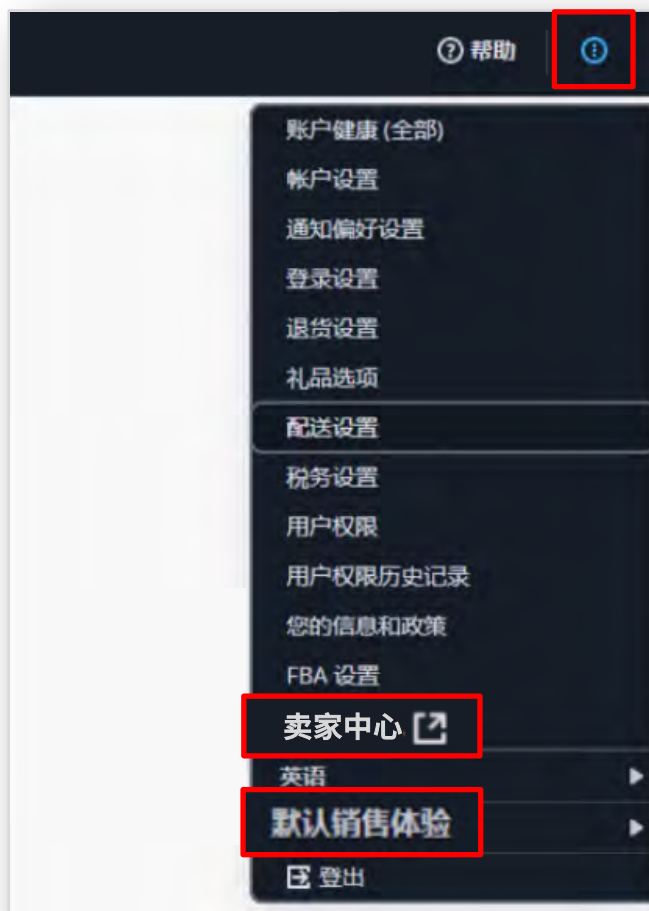 帮助
账户健康 (全部)
帐户设置
通知偏好设置
登录设置
退货设置
礼品选项
配送设置
税务设置
用户权限
用户权限历史记录
您的信息和政策
FBA 设置
卖家中心
英语
默认销售体验
登出